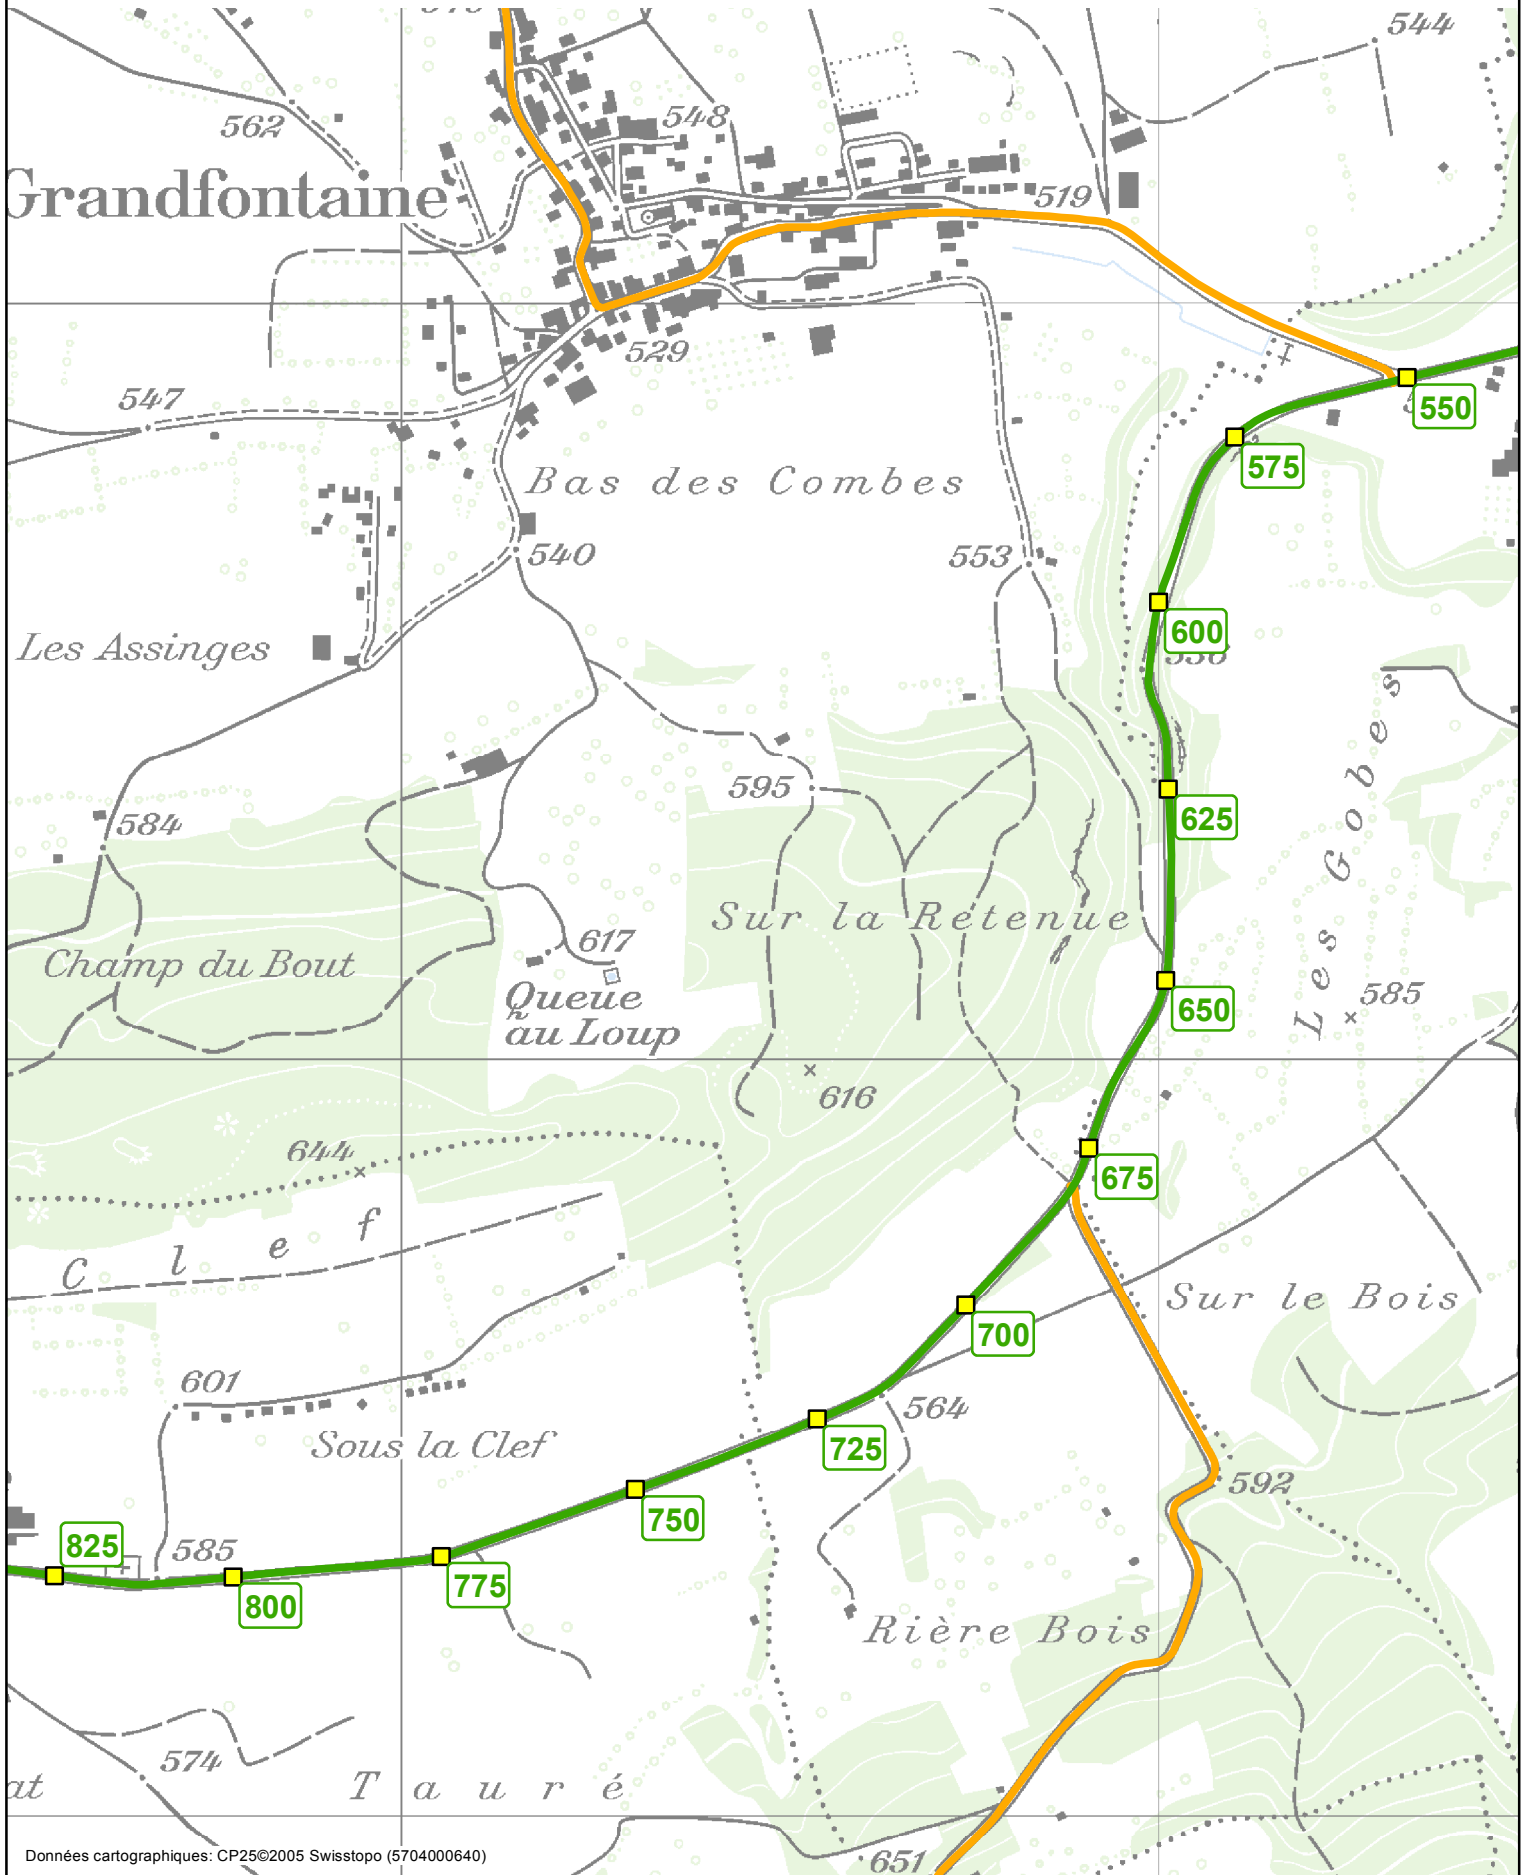 544
562
548
Grandfontaine
519
529
550
547
575
Bas des Combes
540
553
600
Les Assinges
Les Gobes
595
584
625
Sur la Retenue
617
Champ du Bout
585
Queue
au Loup
650
616
644
675
Clef
Sur le Bois
700
601
564
Sous la Clef
725
592
750
825
585
775
800
Rière Bois
574
at
Tauré
651
Données cartographiques: CP25©2005 Swisstopo (5704000640)